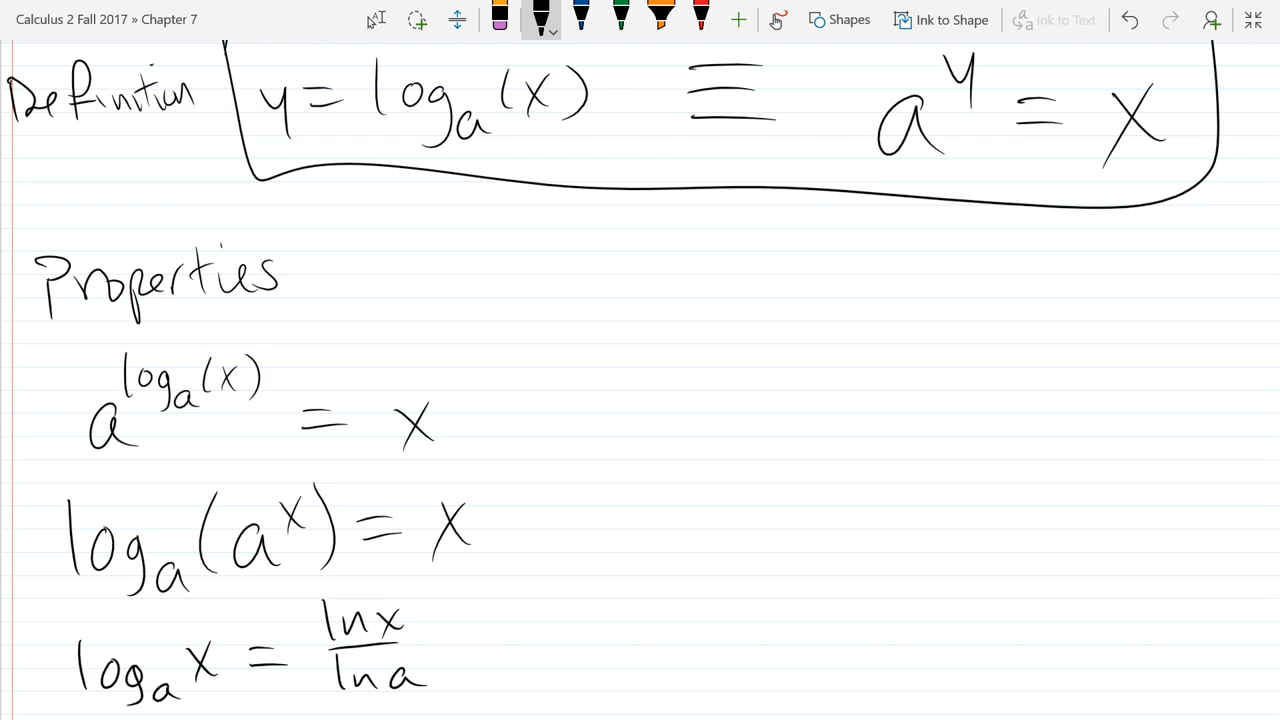 Calculus 2 Fall 2017 » Chapter 7 Shapes Ink to Shape Ink to Text
Definition y = log_a(x) ≡ a^y = x
Properties
a^{log_a(x)} = x
log_a(a^x) = x
log_a x = \frac{ln x}{ln a}